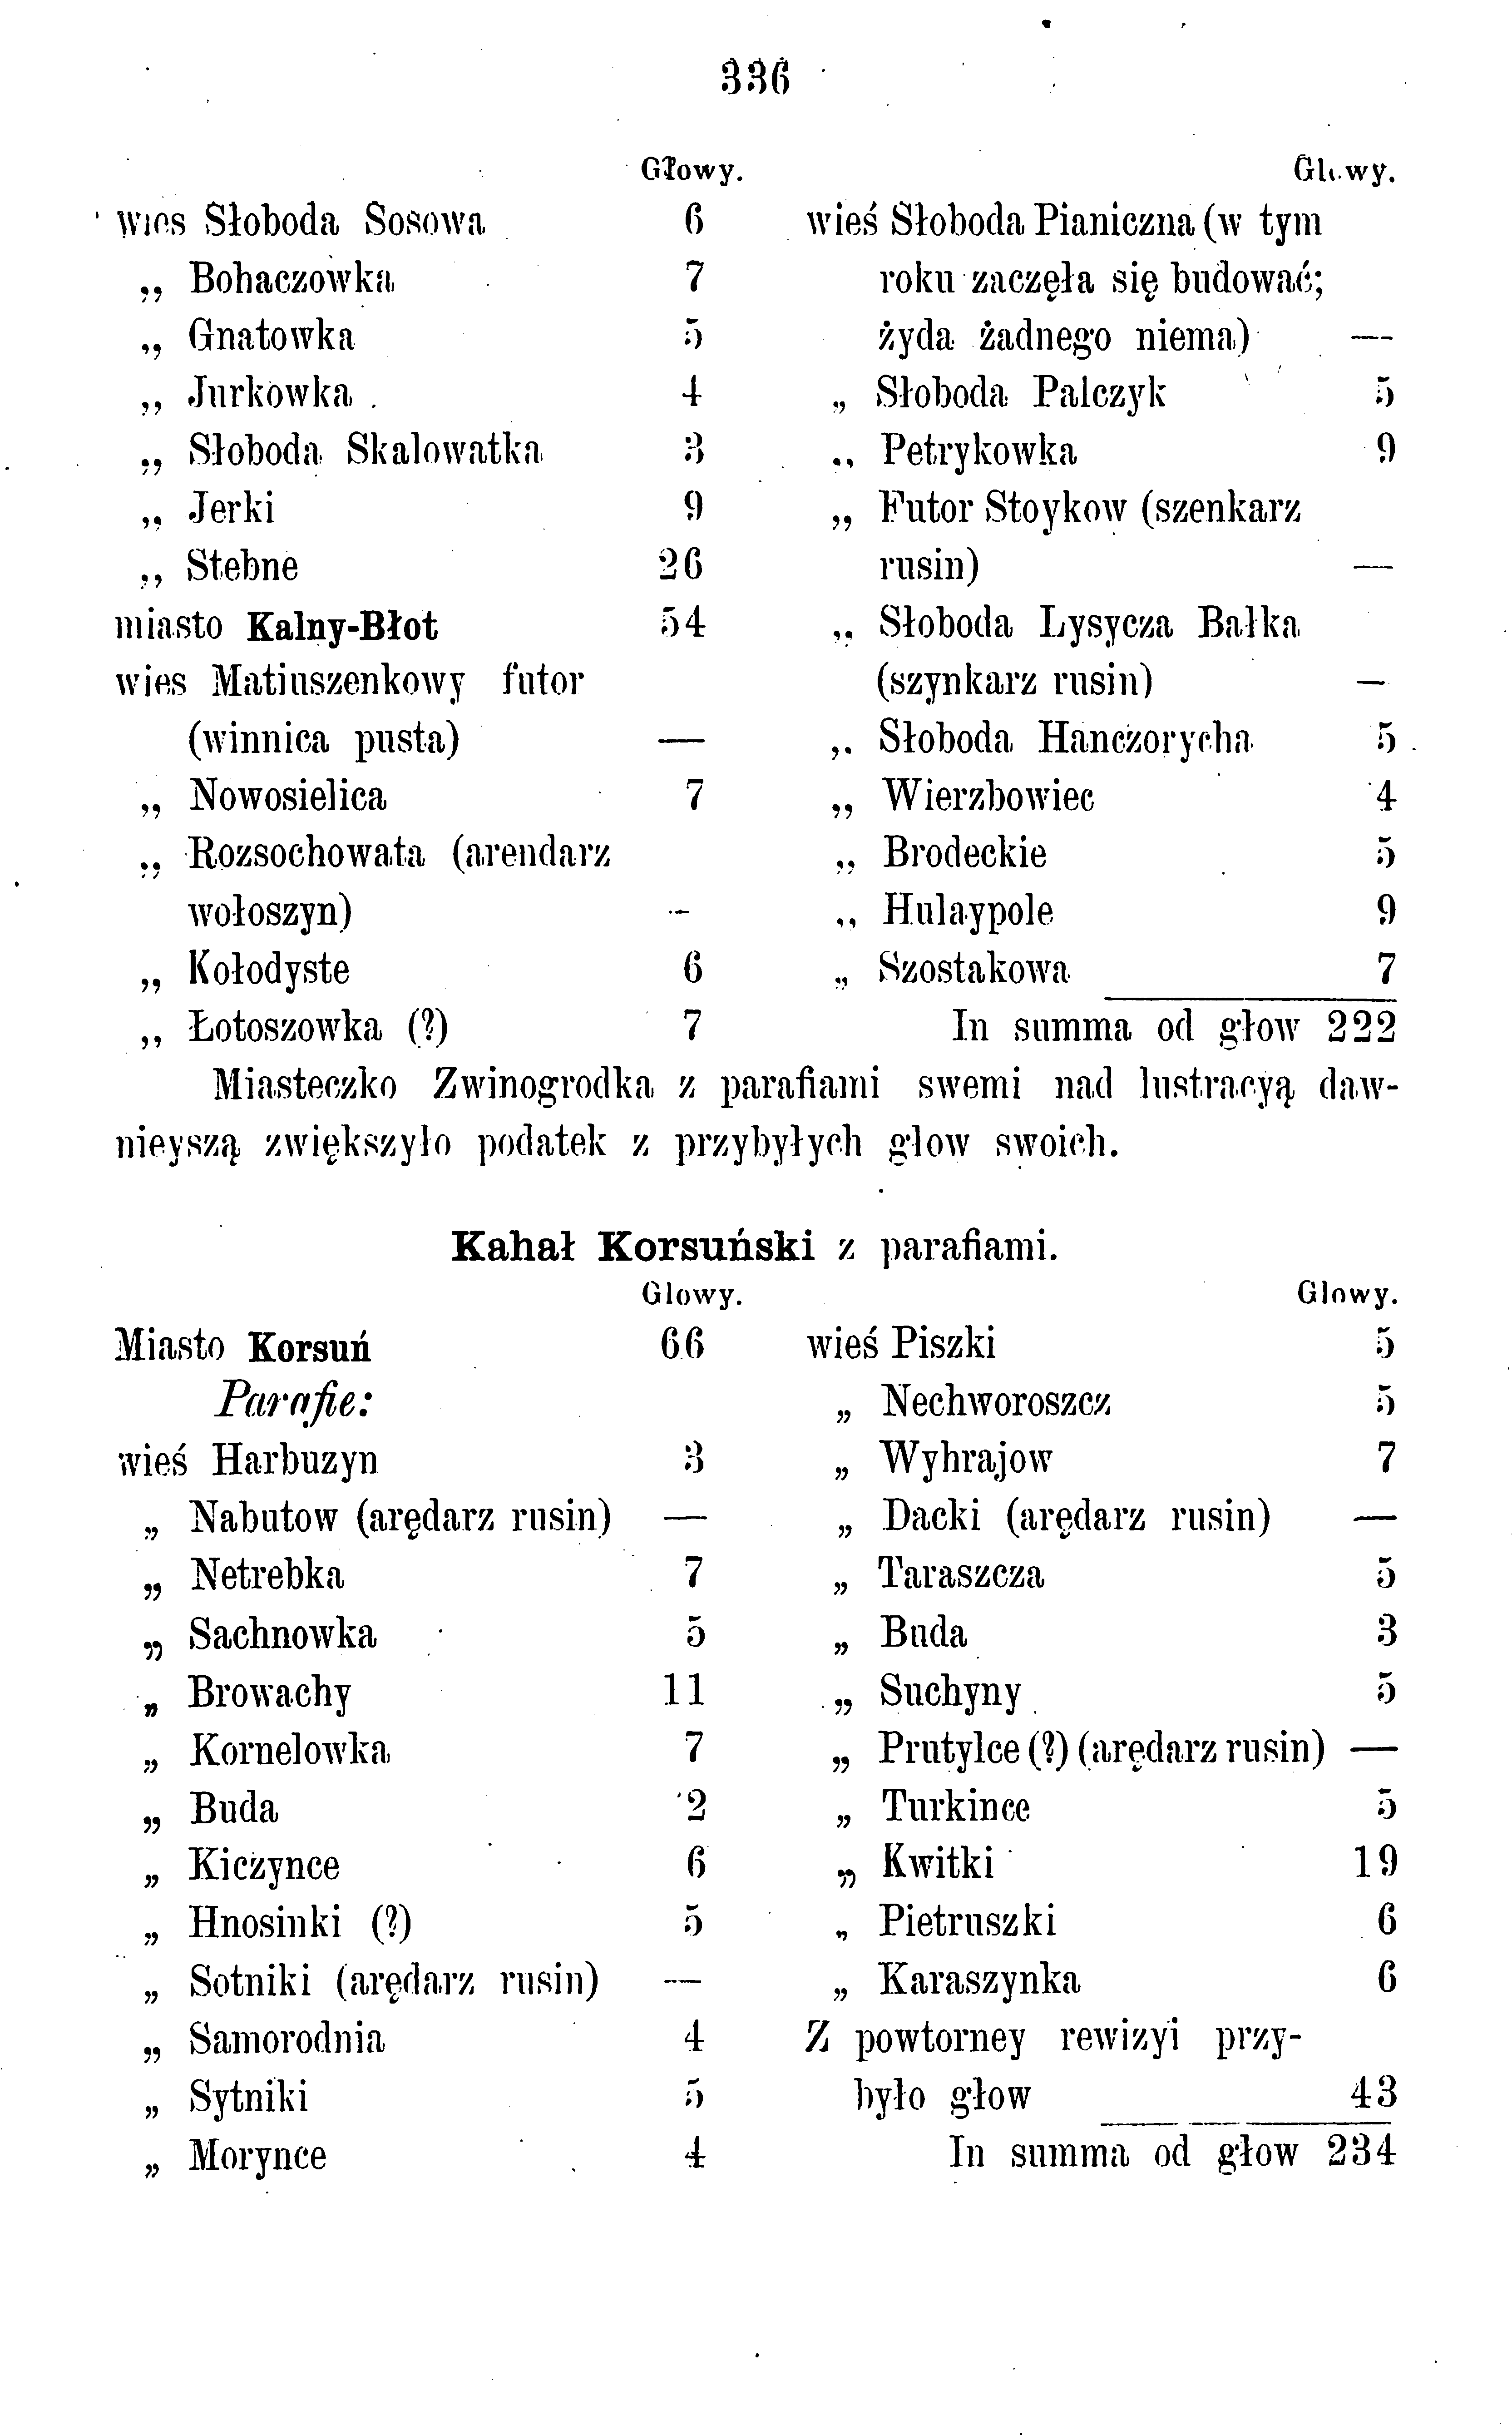 336
Głowy.
wies Słoboda Sosowa 6
„ Bohaczowka 7
„ Gnatowka 5
„ Jurkowka 4
„ Słoboda Skalowatka 3
„ Jerki 9
„ Stebne 26
miasto Kalny-Błot 54
wies Matiuszenkowy futor
(winnica pusta) —
„ Nowosielica 7
„ Rozsochowata (arendarz
wołoszyn) —
„ Kołodyste 6
„ Łotoszowka (?) 7
Głowy.
wieś Słoboda Pianiczna (w tym
roku zaczęła się budować;
żyda żadnego niema) —
„ Słoboda Palczyk 5
„ Petrykowka 9
„ Futor Stoykow (szenkarz
rusin) —
„ Słoboda Lysycza Bałka
(szynkarz rusin) —
„ Słoboda Hanczorycha 5
„ Wierzbowiec 4
„ Brodeckie 5
„ Hulaypole 9
„ Szostakowa 7
In summa od głow 222
Miasteczko Zwinogrodka z parafiami swemi nad lustracyą daw-
nieyszą zwiększyło podatek z przybyłych głow swoich.
Kahał Korsuński z parafiami.
Glowy.
Miasto Korsuń 66
Parafie:
wieś Harbuzyn 3
„ Nabutow (arędarz rusin) —
„ Netrebka 7
„ Sachnowka 5
„ Browachy 11
„ Kornelowka 7
„ Buda 2
„ Kiczynce 6
„ Hnosinki (?) 5
„ Sotniki (arędarz rusin) —
„ Samorodnia 4
„ Sytniki 5
„ Morynce 4
Glowy.
wieś Piszki 5
„ Nechworoszcz 5
„ Wyhrajow 7
„ Dacki (arędarz rusin) —
„ Taraszcza 5
„ Buda 3
„ Suchyny 5
„ Prutylce (?) (arędarz rusin) —
„ Turkince 5
„ Kwitki 19
„ Pietruszki 6
„ Karaszynka 6
Z powtorney rewizyi przy-
było głow 43
In summa od głow 234